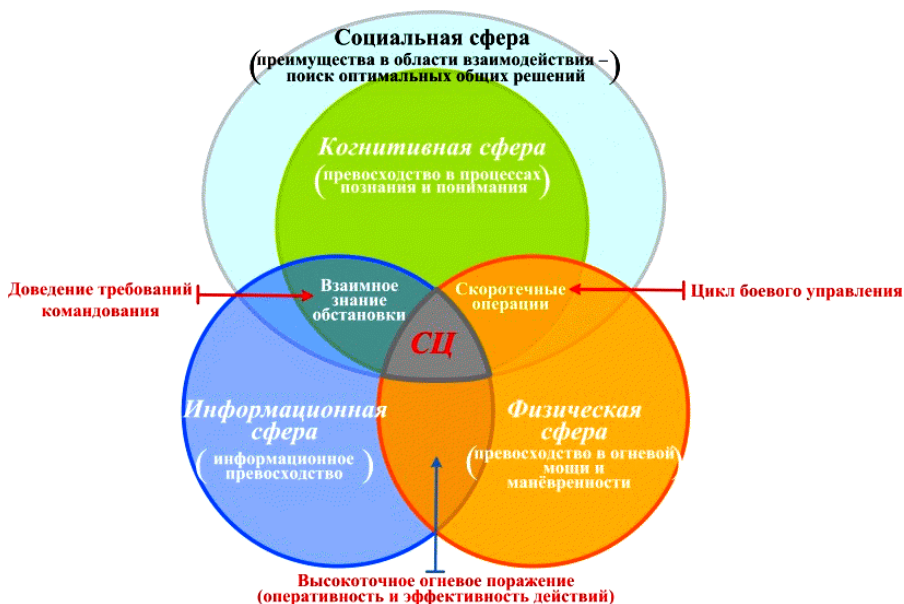 Социальная сфера
(преимущества в области взаимодействия –
поиск оптимальных общих решений)
Когнитивная сфера
(превосходство в процессах
познания и понимания)
Доведение требований
командования
Взаимное
знание
обстановки
Скоротечные
операции
Цикл боевого управления
СЦ
Информационная
сфера
(информационное
превосходство)
Физическая
сфера
(превосходство в огневой
мощи и
манёвренности)
Высокоточное огневое поражение
(оперативность и эффективность действий)